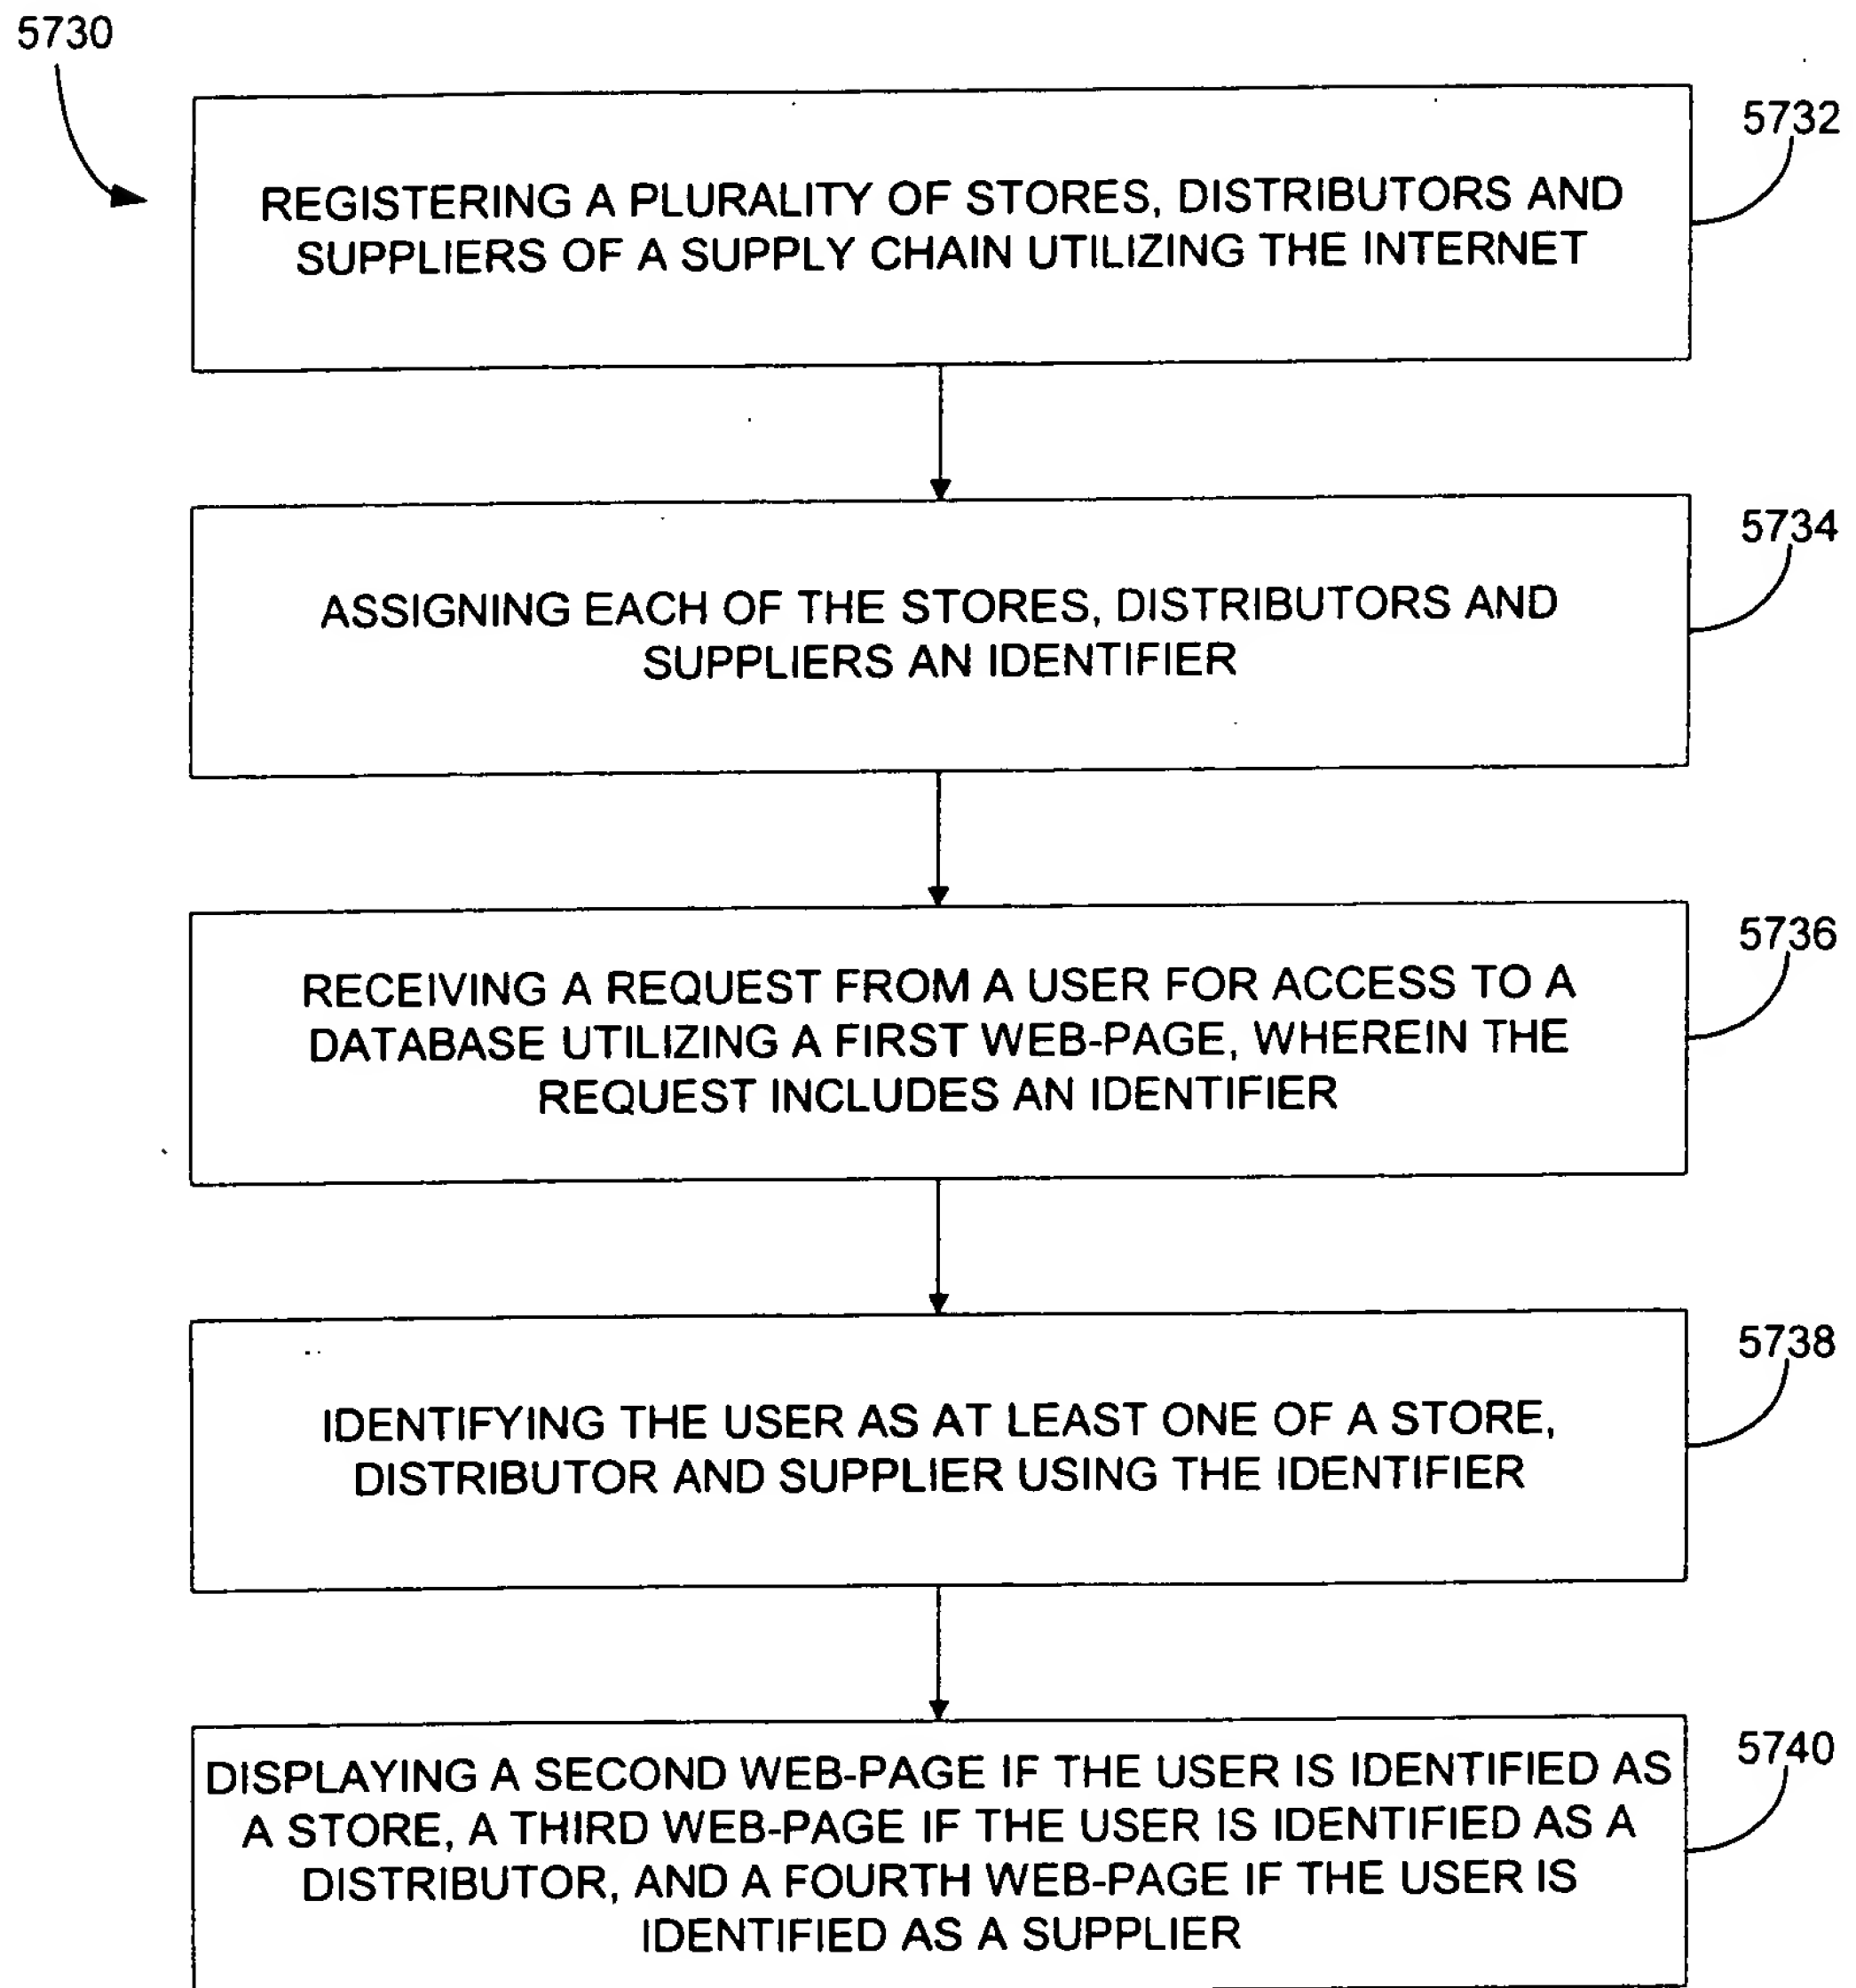 5730
5732
REGISTERING A PLURALITY OF STORES, DISTRIBUTORS AND
SUPPLIERS OF A SUPPLY CHAIN UTILIZING THE INTERNET
5734
ASSIGNING EACH OF THE STORES, DISTRIBUTORS AND
SUPPLIERS AN IDENTIFIER
5736
RECEIVING A REQUEST FROM A USER FOR ACCESS TO A
DATABASE UTILIZING A FIRST WEB-PAGE, WHEREIN THE
REQUEST INCLUDES AN IDENTIFIER
5738
IDENTIFYING THE USER AS AT LEAST ONE OF A STORE,
DISTRIBUTOR AND SUPPLIER USING THE IDENTIFIER
5740
DISPLAYING A SECOND WEB-PAGE IF THE USER IS IDENTIFIED AS
A STORE, A THIRD WEB-PAGE IF THE USER IS IDENTIFIED AS A
DISTRIBUTOR, AND A FOURTH WEB-PAGE IF THE USER IS
IDENTIFIED AS A SUPPLIER